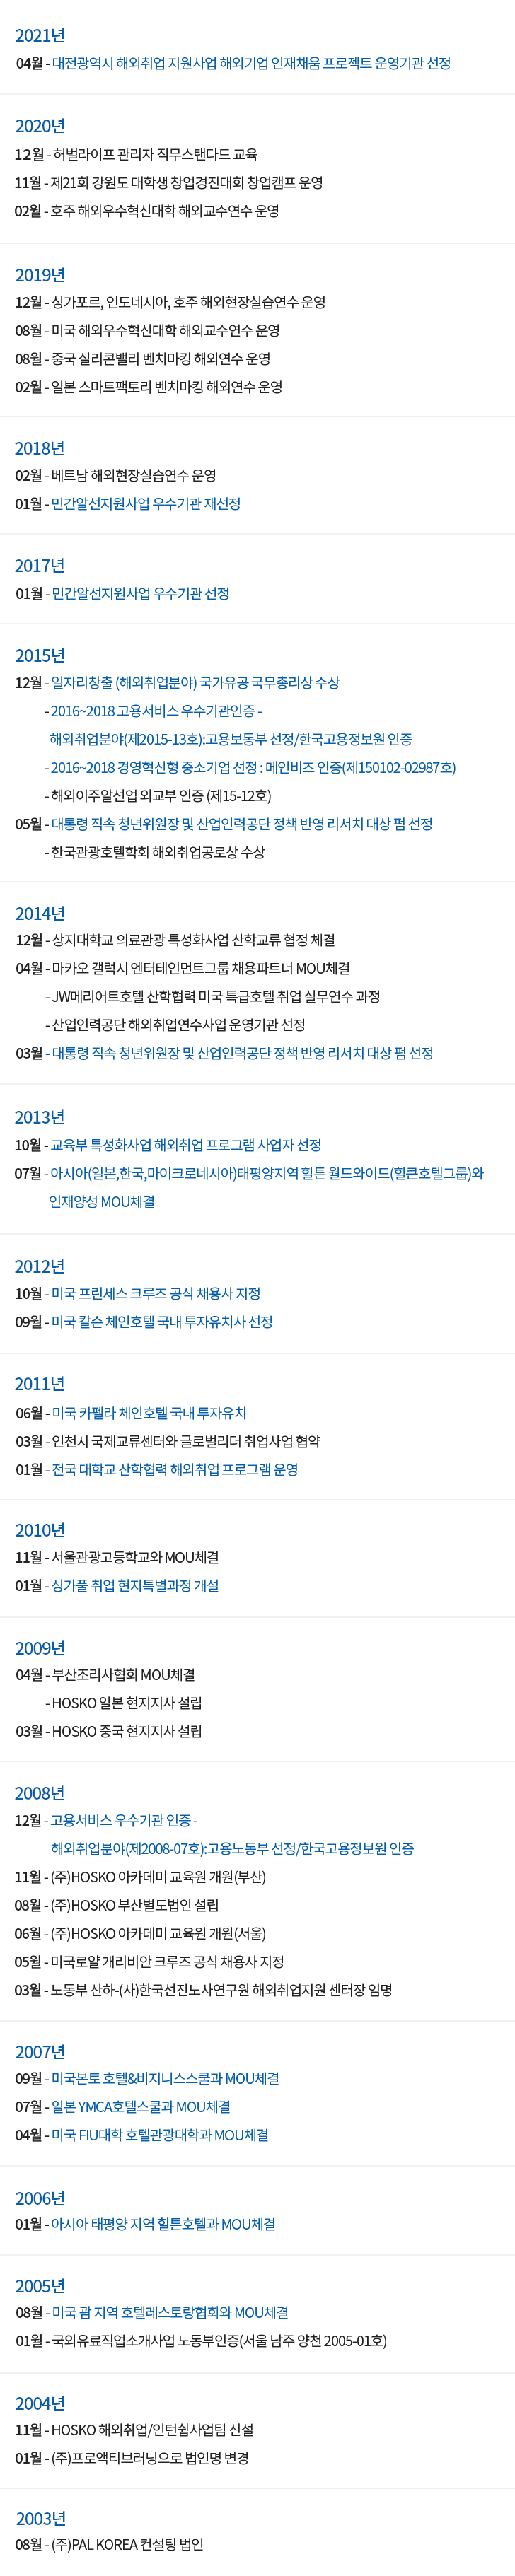 2021년
04월 - 대전광역시 해외취업 지원사업 해외기업 인재채움 프로젝트 운영기관 선정
2020년
12월 - 허벌라이프 관리자 직무스탠다드 교육
11월 - 제21회 강원도 대학생 창업경진대회 창업캠프 운영
02월 - 호주 해외우수혁신대학 해외교수연수 운영
2019년
12월 - 싱가포르, 인도네시아, 호주 해외현장실습연수 운영
08월 - 미국 해외우수혁신대학 해외교수연수 운영
08월 - 중국 실리콘밸리 벤치마킹 해외연수 운영
02월 - 일본 스마트팩토리 벤치마킹 해외연수 운영
2018년
02월 - 베트남 해외현장실습연수 운영
01월 - 민간알선지원사업 우수기관 재선정
2017년
01월 - 민간알선지원사업 우수기관 선정
2015년
12월 - 일자리창출 (해외취업분야) 국가유공 국무총리상 수상
- 2016~2018 고용서비스 우수기관인증 -
해외취업분야(제2015-13호):고용보동부 선정/한국고용정보원 인증
- 2016~2018 경영혁신형 중소기업 선정 : 메인비즈 인증(제150102-02987호)
- 해외이주알선업 외교부 인증 (제15-12호)
05월 - 대통령 직속 청년위원장 및 산업인력공단 정책 반영 리서치 대상 펌 선정
- 한국관광호텔학회 해외취업공로상 수상
2014년
12월 - 상지대학교 의료관광 특성화사업 산학교류 협정 체결
04월 - 마카오 갤럭시 엔터테인먼트그룹 채용파트너 MOU체결
- JW메리어트호텔 산학협력 미국 특급호텔 취업 실무연수 과정
- 산업인력공단 해외취업연수사업 운영기관 선정
03월 - 대통령 직속 청년위원장 및 산업인력공단 정책 반영 리서치 대상 펌 선정
2013년
10월 - 교육부 특성화사업 해외취업 프로그램 사업자 선정
07월 - 아시아(일본,한국,마이크로네시아)태평양지역 힐튼 월드와이드(힐큰호텔그룹)와
인재양성 MOU체결
2012년
10월 - 미국 프린세스 크루즈 공식 채용사 지정
09월 - 미국 칼슨 체인호텔 국내 투자유치사 선정
2011년
06월 - 미국 카펠라 체인호텔 국내 투자유치
03월 - 인천시 국제교류센터와 글로벌리더 취업사업 협약
01월 - 전국 대학교 산학협력 해외취업 프로그램 운영
2010년
11월 - 서울관광고등학교와 MOU체결
01월 - 싱가폴 취업 현지특별과정 개설
2009년
04월 - 부산조리사협회 MOU체결
- HOSKO 일본 현지지사 설립
03월 - HOSKO 중국 현지지사 설립
2008년
12월 - 고용서비스 우수기관 인증 -
해외취업분야(제2008-07호):고용노동부 선정/한국고용정보원 인증
11월 - (주)HOSKO 아카데미 교육원 개원(부산)
08월 - (주)HOSKO 부산별도법인 설립
06월 - (주)HOSKO 아카데미 교육원 개원(서울)
05월 - 미국로얄 개리비안 크루즈 공식 채용사 지정
03월 - 노동부 산하-(사)한국선진노사연구원 해외취업지원 센터장 임명
2007년
09월 - 미국본토 호텔&비지니스스쿨과 MOU체결
07월 - 일본 YMCA호텔스쿨과 MOU체결
04월 - 미국 FIU대학 호텔관광대학과 MOU체결
2006년
01월 - 아시아 태평양 지역 힐튼호텔과 MOU체결
2005년
08월 - 미국 괌 지역 호텔레스토랑협회와 MOU체결
01월 - 국외유료직업소개사업 노동부인증(서울 남주 양천 2005-01호)
2004년
11월 - HOSKO 해외취업/인턴쉽사업팀 신설
01월 - (주)프로액티브러닝으로 법인명 변경
2003년
08월 - (주)PAL KOREA 컨설팅 법인